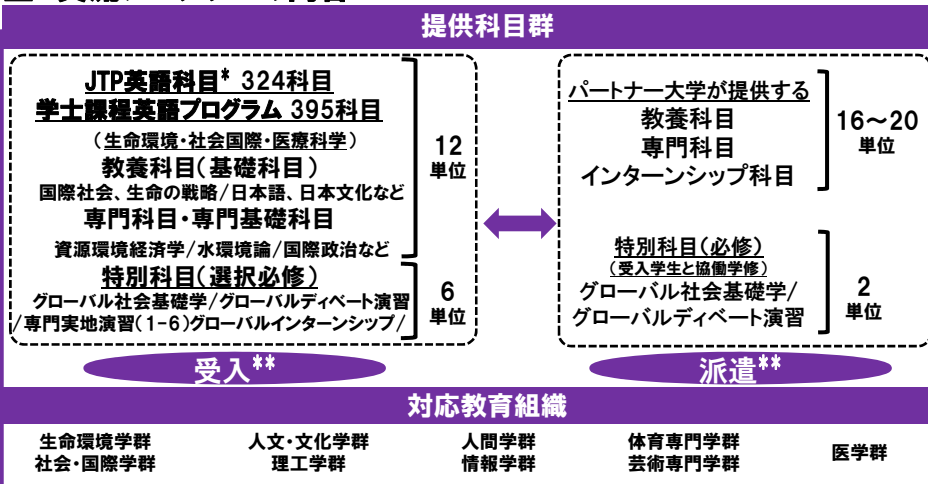 提供科目群
JTP英語科目* 324科目
学士課程英語プログラム 395科目
(生命環境・社会国際・医療科学)
教養科目(基礎科目)
国際社会、生命の戦略/日本語、日本文化など
専門科目・専門基礎科目
資源環境経済学/水環境論/国際政治など
12
単位
特別科目(選択必修)
グローバル社会基礎学/グローバルディベート演習
/専門実地演習(1-6)グローバルインターンシップ/
6
単位
受入**
パートナー大学が提供する
教養科目
専門科目
インターンシップ科目
16～20
単位
特別科目(必修)
(受入学生と協働学修)
グローバル社会基礎学/
グローバルディベート演習
2
単位
派遣**
対応教育組織
生命環境学群 人文・文化学群 人間学群 体育専門学群 医学群
社会・国際学群 理工学群 情報学群 芸術専門学群